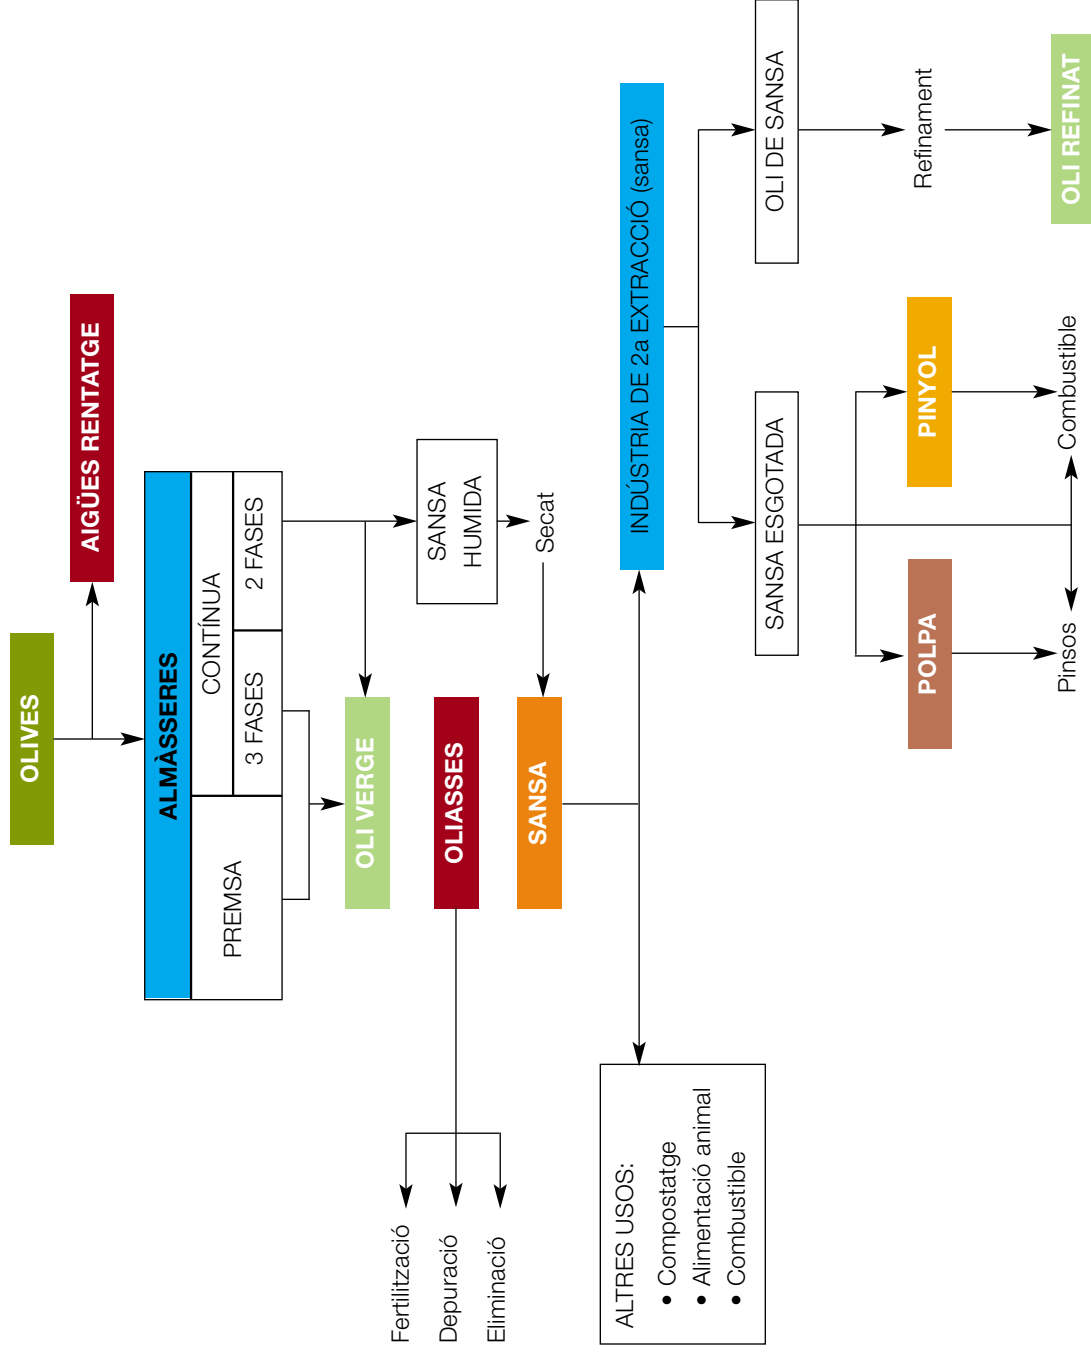 OLIVES
AIGÜES RENTATGE
ALMÀSSERES
PREMSA
CONTÍNUA
3 FASES
2 FASES
OLI VERGE
OLIASSES
SANSA
SANSA
HUMIDA
Secat
Fertilització
Depuració
Eliminació
ALTRES USOS:
• Compostatge
• Alimentació animal
• Combustible
INDÚSTRIA DE 2a EXTRACCIÓ (sansa)
SANSA ESGOTADA
OLI DE SANSA
POLPA
PINYOL
Refinament
Pinsos
Combustible
OLI REFINAT